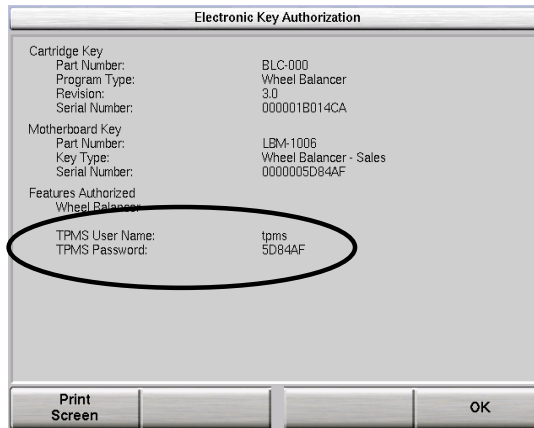 Electronic Key Authorization
Cartridge Key
Part Number: BLC-000
Program Type: Wheel Balancer
Revision: 3.0
Serial Number: 000001B014CA
Motherboard Key
Part Number: LBM-1006
Key Type: Wheel Balancer - Sales
Serial Number: 0000005D84AF
Features Authorized
Wheel Balancer
TPMS User Name: tpms
TPMS Password: 5D84AF
Print Screen
OK